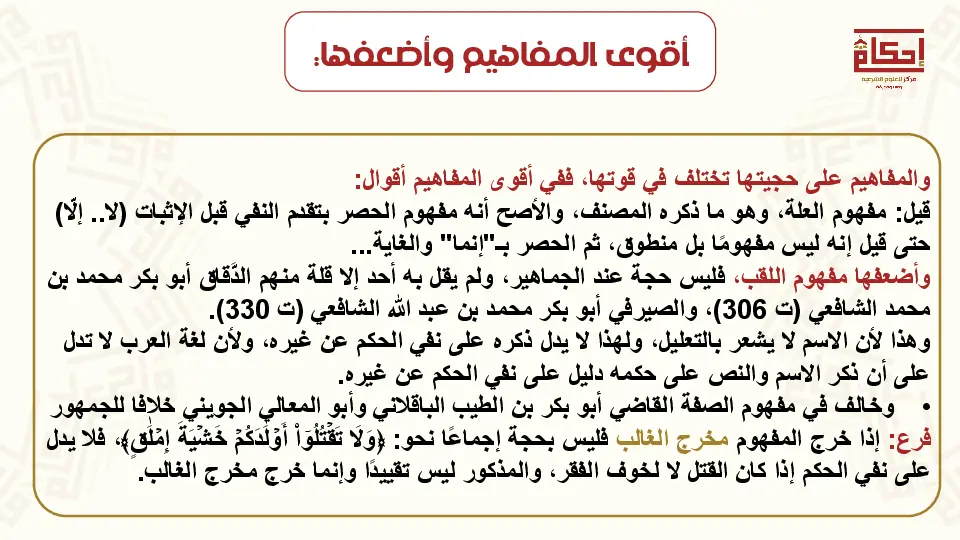 أقوى المفاهيم وأضعفها:
إحكام
مركز للعلوم الشرعية
والمفاهيم على حجيتها تختلف في قوتها، ففي أقوى المفاهيم أقوال:
قيل: مفهوم العلة، وهو ما ذكره المصنف، والأصح أنه مفهوم الحصر بتقدم النفي قبل الإثبات (لا.. إلّا)
حتى قيل إنه ليس مفهومًا بل منطوق، ثم الحصر بـ"إنما" والغاية...
وأضعفها مفهوم اللقب، فليس حجة عند الجماهير، ولم يقل به أحد إلا قلة منهم الدَّقاق أبو بكر محمد بن
محمد الشافعي (ت 306)، والصيرفي أبو بكر محمد بن عبد الله الشافعي (ت 330).
وهذا لأن الاسم لا يشعر بالتعليل، ولهذا لا يدل ذكره على نفي الحكم عن غيره، ولأن لغة العرب لا تدل
على أن ذكر الاسم والنص على حكمه دليل على نفي الحكم عن غيره.
• وخالف في مفهوم الصفة القاضي أبو بكر بن الطيب الباقلاني وأبو المعالي الجويني خلافا للجمهور
فرع: إذا خرج المفهوم مخرج الغالب فليس بحجة إجماعًا نحو: ﴿وَلَا تَقۡتُلُوٓاْ أَوۡلَٰدَكُمۡ خَشۡيَةَ إِمۡلَٰقٖ﴾، فلا يدل
على نفي الحكم إذا كان القتل لا لخوف الفقر، والمذكور ليس تقييدًا وإنما خرج مخرج الغالب.